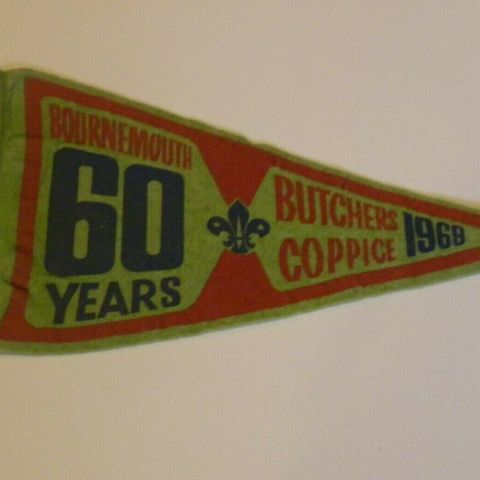 BOURNEMOUTH
60
YEARS
BUTCHERS
COPPICE
1968